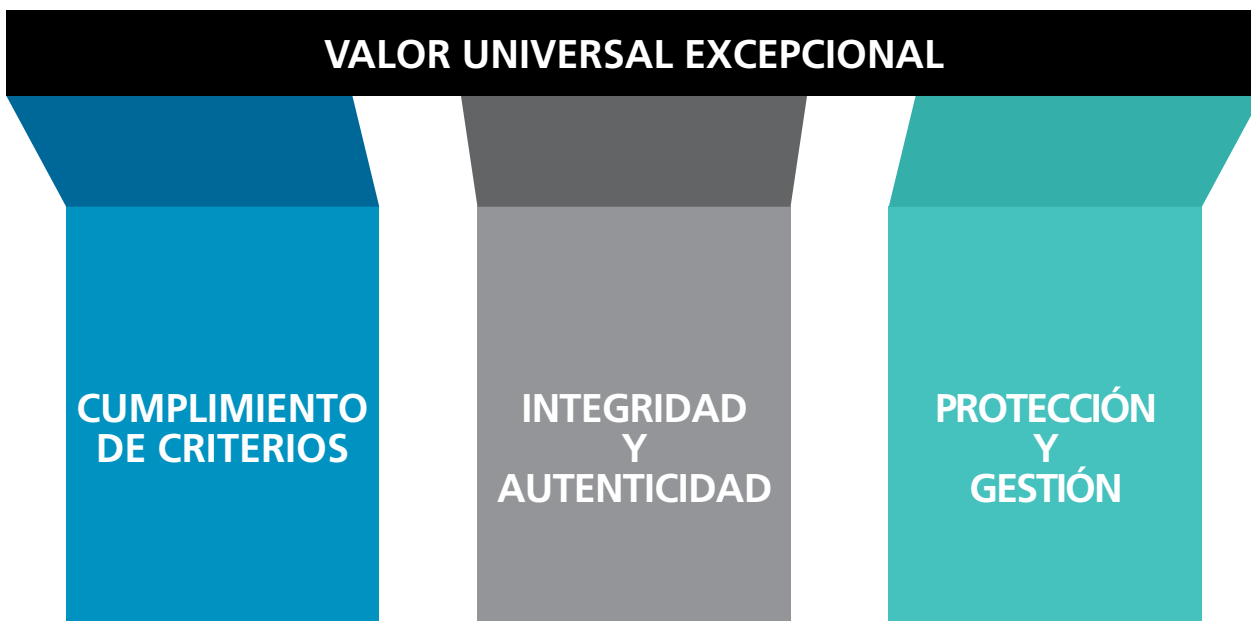 VALOR UNIVERSAL EXCEPCIONAL
CUMPLIMIENTO
DE CRITERIOS
INTEGRIDAD
Y
AUTENTICIDAD
PROTECCIÓN
Y
GESTIÓN